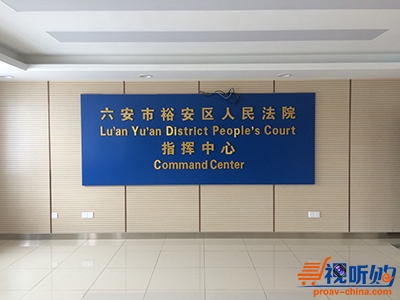 六安市裕安区人民法院
Lu'an Yu'an District People's Court
指挥中心
Command Center
视听购
proav-china.com